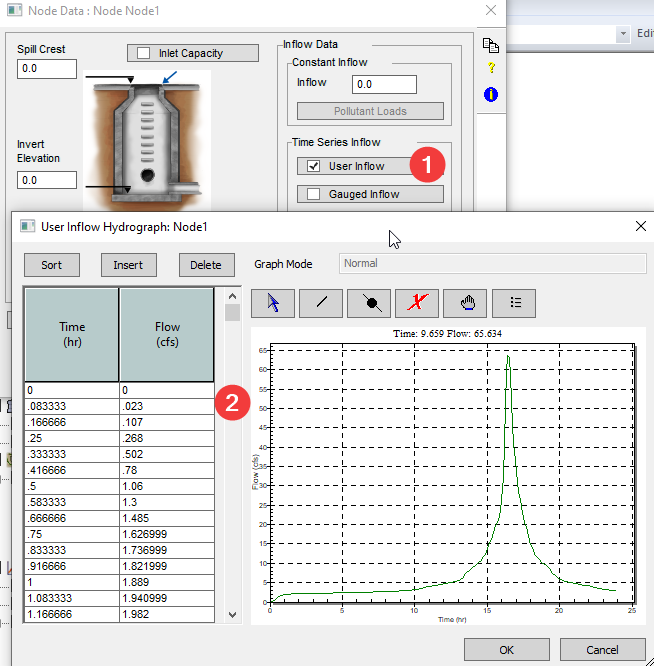 Node Data : Node Node1
Edi
Spill Crest
0.0
Inlet Capacity
Inflow Data
Constant Inflow
Inflow
0.0
Pollutant Loads
Invert
Elevation
0.0
Time Series Inflow
User Inflow
1
Gauged Inflow
User Inflow Hydrograph: Node1
Sort
Insert
Delete
Graph Mode
Normal
Time
(hr)
Flow
(cfs)
0 0
.083333 .023
2
.166666 .107
.25 .268
.333333 .502
.416666 .78
.5 1.06
.583333 1.3
.666666 1.485
.75 1.626999
.833333 1.736999
.916666 1.821999
1 1.889
1.083333 1.940999
1.166666 1.982
Time: 9.659 Flow: 65.634
65
60
55
50
45
40
35
30
25
20
15
10
5
0
Flow (cfs)
0 5 10 15 20 25
Time (hr)
OK
Cancel